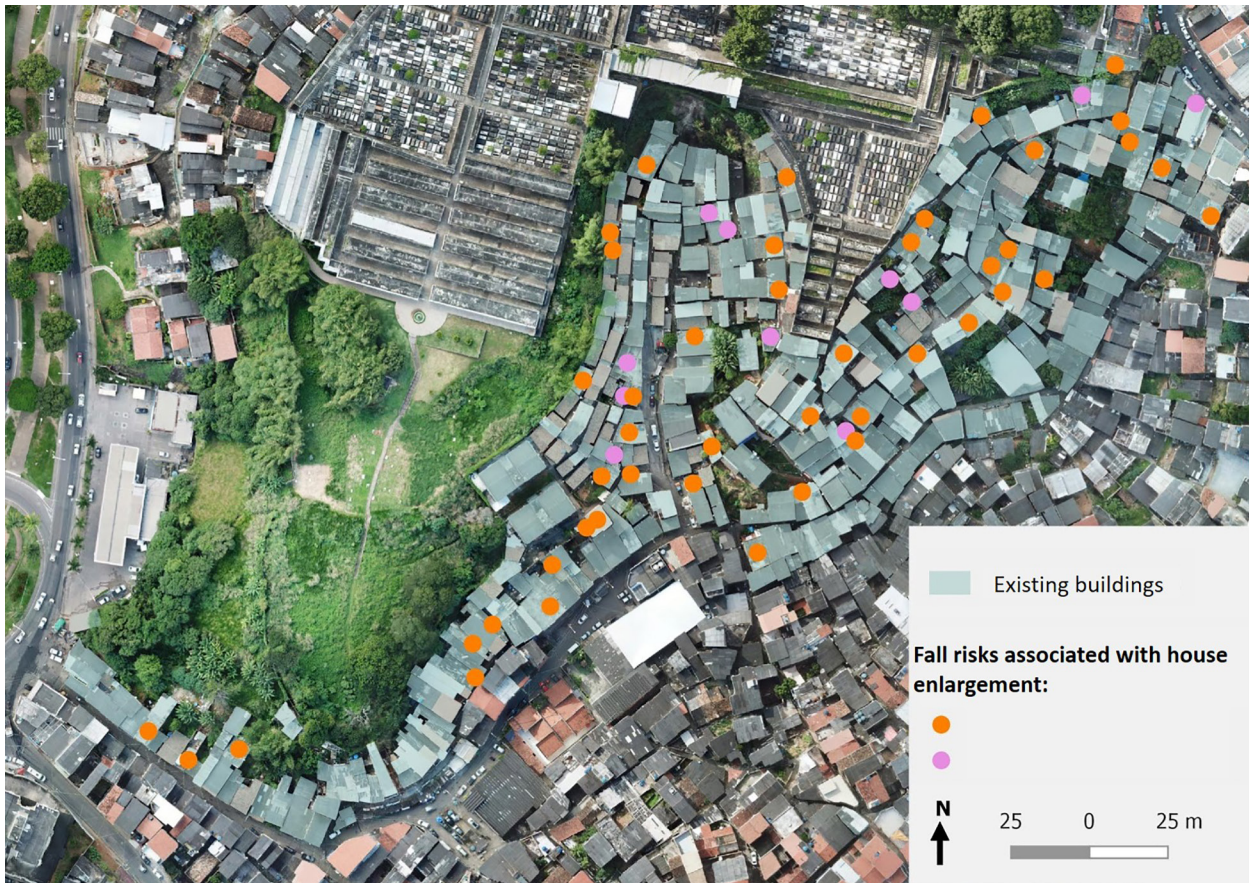 Existing buildings
Fall risks associated with house
enlargement:
N
25 0 25 m